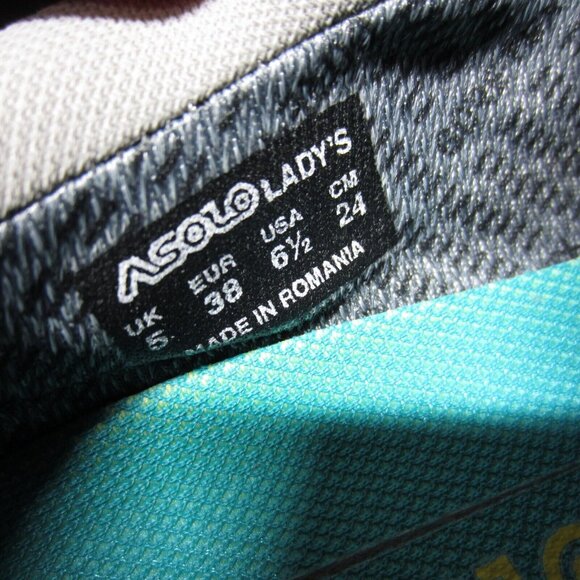 ASOLO LADY'S
UK EUR USA CM
5 38 6½ 24
MADE IN ROMANIA